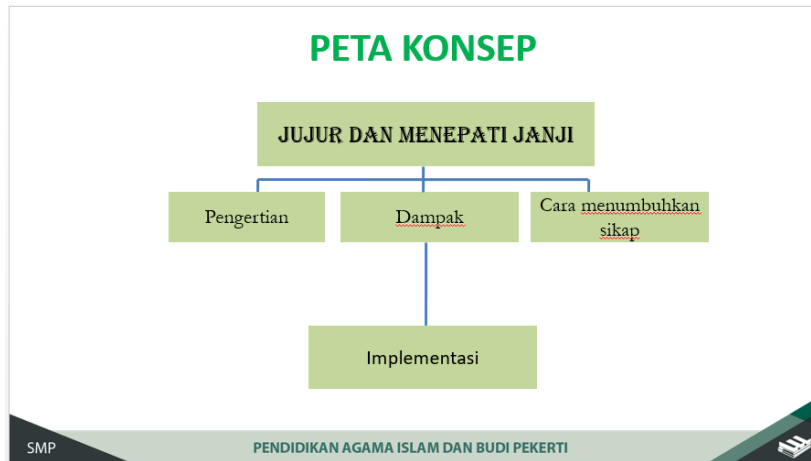 PETA KONSEP
JUJUR DAN MENEPATI JANJI
Pengertian
Dampak
Cara menumbuhkan
sikap
Implementasi
SMP
PENDIDIKAN AGAMA ISLAM DAN BUDI PEKERTI